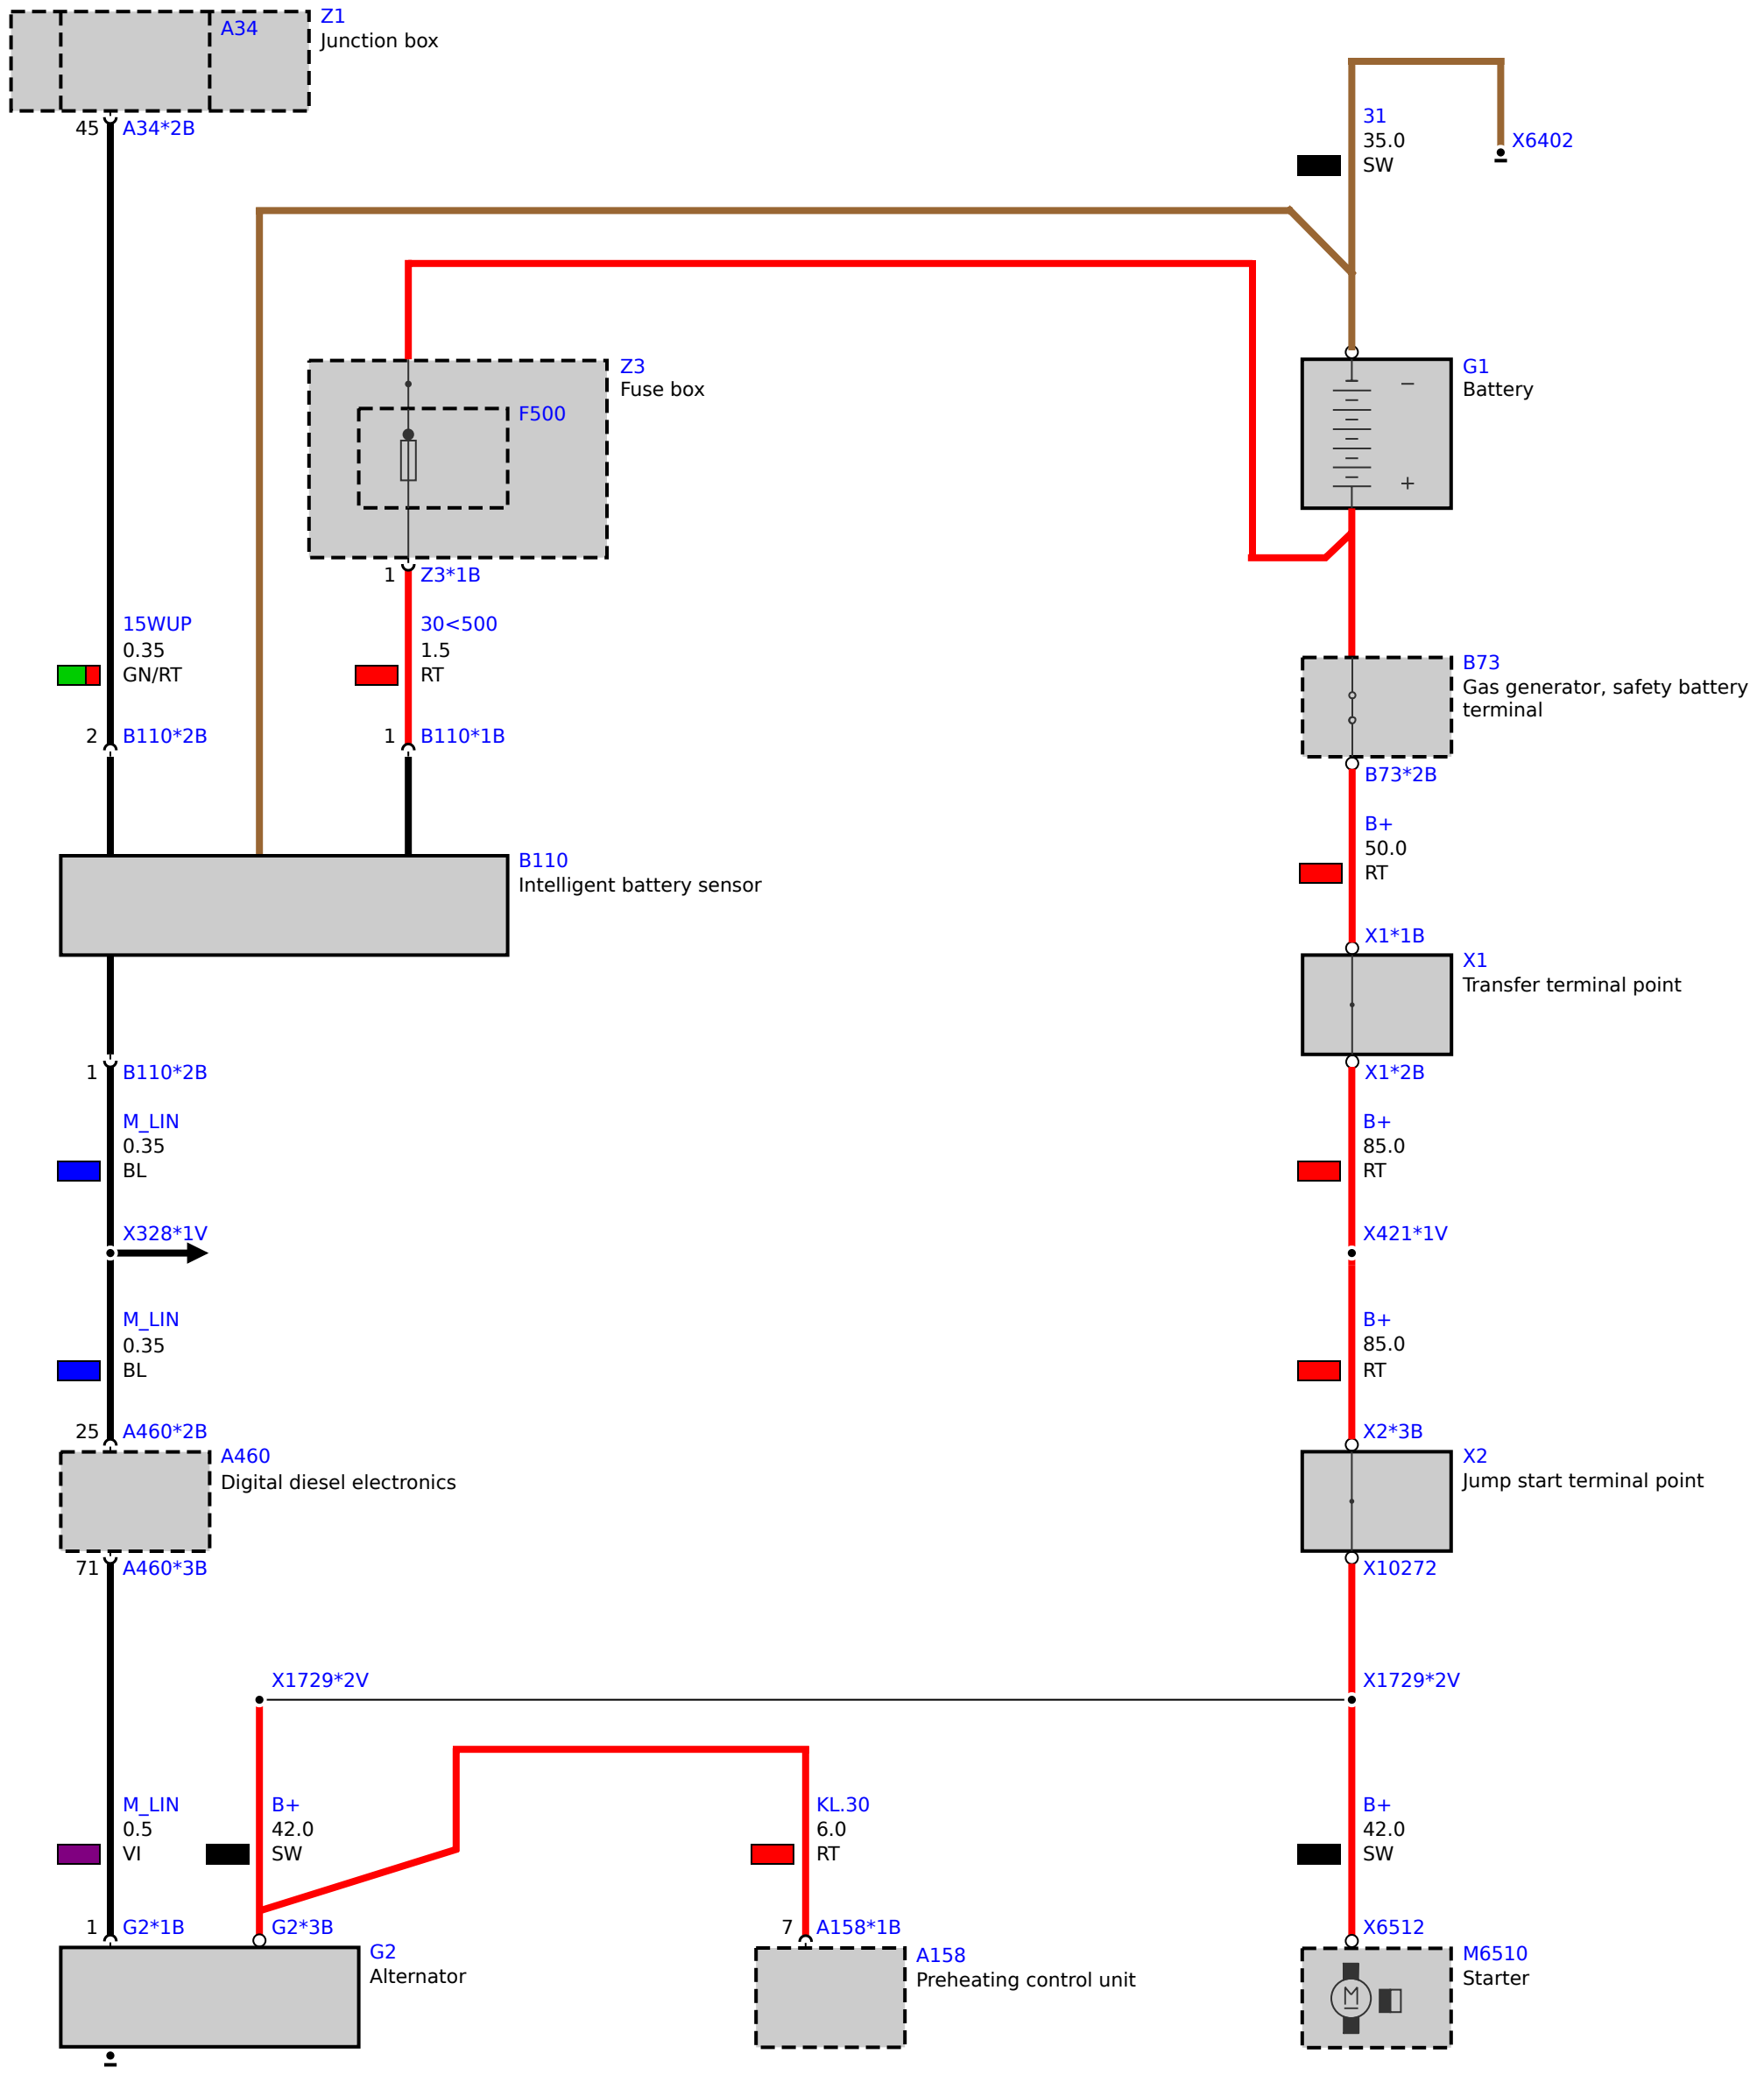 A34
Z1
Junction box
45 A34*2B
31
35.0
SW
X6402
Z3
Fuse box
F500
G1
Battery
−
+
1 Z3*1B
15WUP
0.35
GN/RT
30<500
1.5
RT
2 B110*2B
1 B110*1B
B73
Gas generator, safety battery
terminal
B73*2B
B+
50.0
RT
B110
Intelligent battery sensor
X1*1B
X1
Transfer terminal point
1 B110*2B
X1*2B
M_LIN
0.35
BL
B+
85.0
RT
X328*1V
X421*1V
M_LIN
0.35
BL
B+
85.0
RT
25 A460*2B
X2*3B
A460
Digital diesel electronics
X2
Jump start terminal point
71 A460*3B
X10272
X1729*2V
X1729*2V
M_LIN
0.5
VI
B+
42.0
SW
KL.30
6.0
RT
B+
42.0
SW
1 G2*1B
G2*3B
7 A158*1B
X6512
G2
Alternator
A158
Preheating control unit
M6510
Starter
M